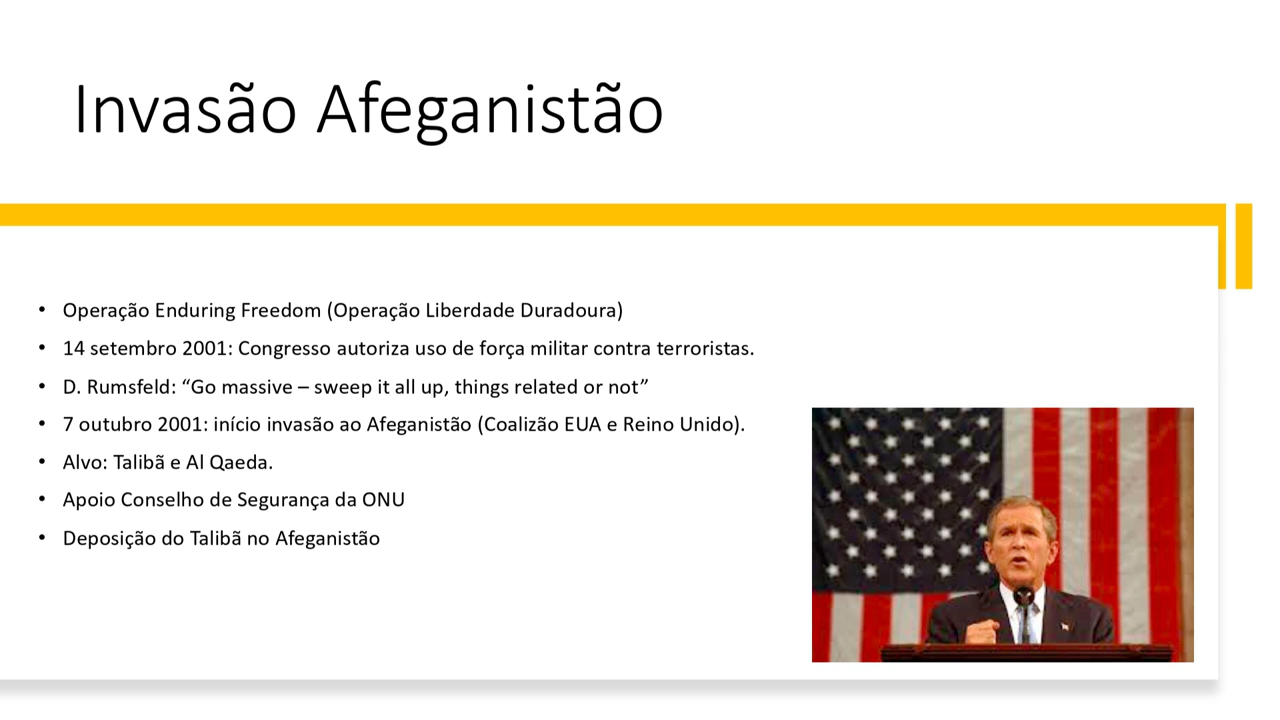 Invasão Afeganistão
• Operação Enduring Freedom (Operação Liberdade Duradoura)
• 14 setembro 2001: Congresso autoriza uso de força militar contra terroristas.
• D. Rumsfeld: “Go massive – sweep it all up, things related or not”
• 7 outubro 2001: início invasão ao Afeganistão (Coalizão EUA e Reino Unido).
• Alvo: Talibã e Al Qaeda.
• Apoio Conselho de Segurança da ONU
• Deposição do Talibã no Afeganistão